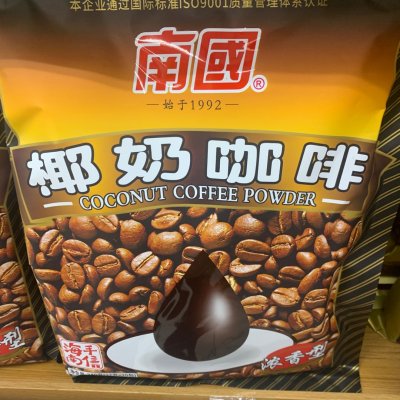 本企业通过国际标准ISO9001质量管理体系认证
南國®
始于1992
椰奶咖啡
COCONUT COFFEE POWDER
浓香型
型